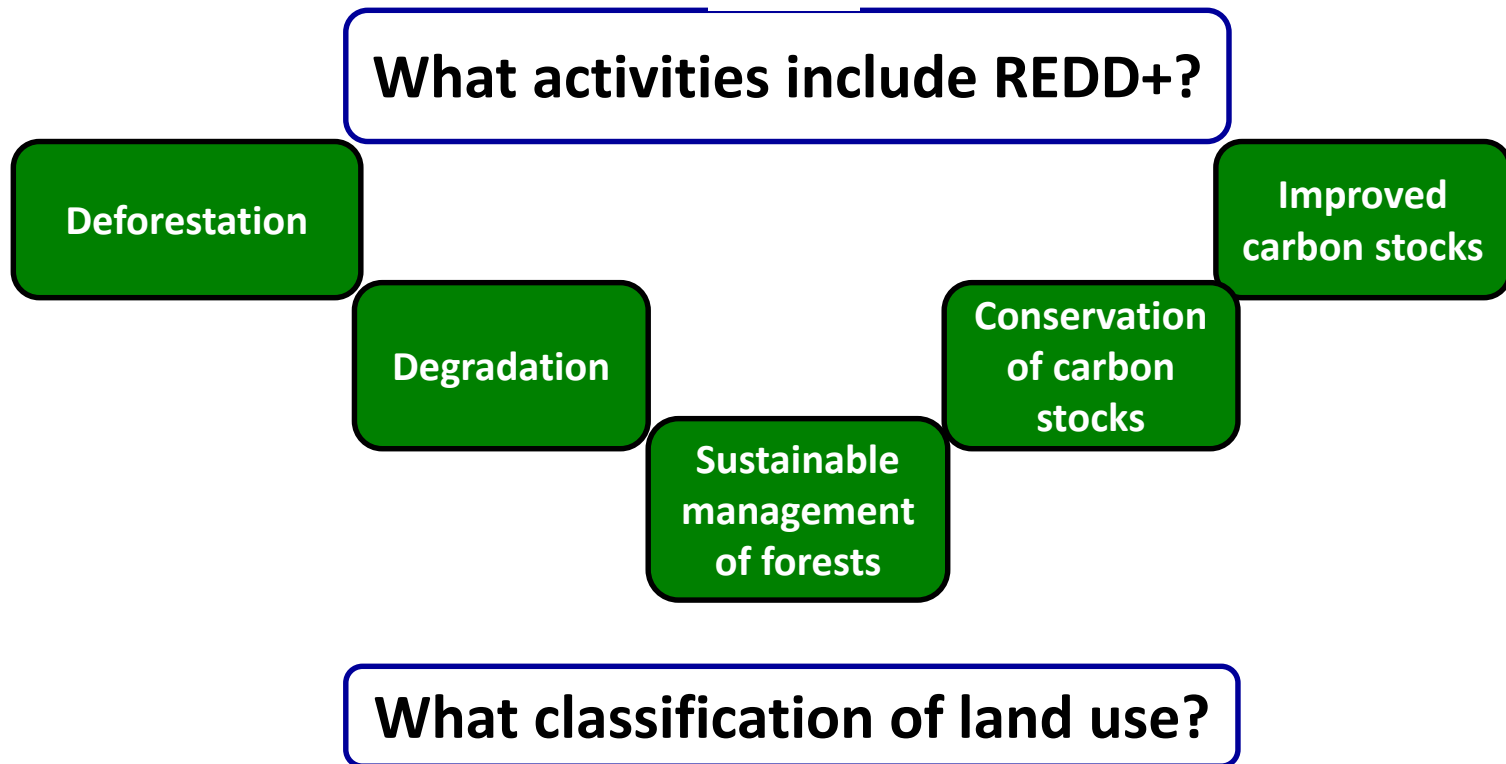 What activities include REDD+?
Deforestation
Degradation
Sustainable
management
of forests
Conservation
of carbon
stocks
Improved
carbon stocks
What classification of land use?